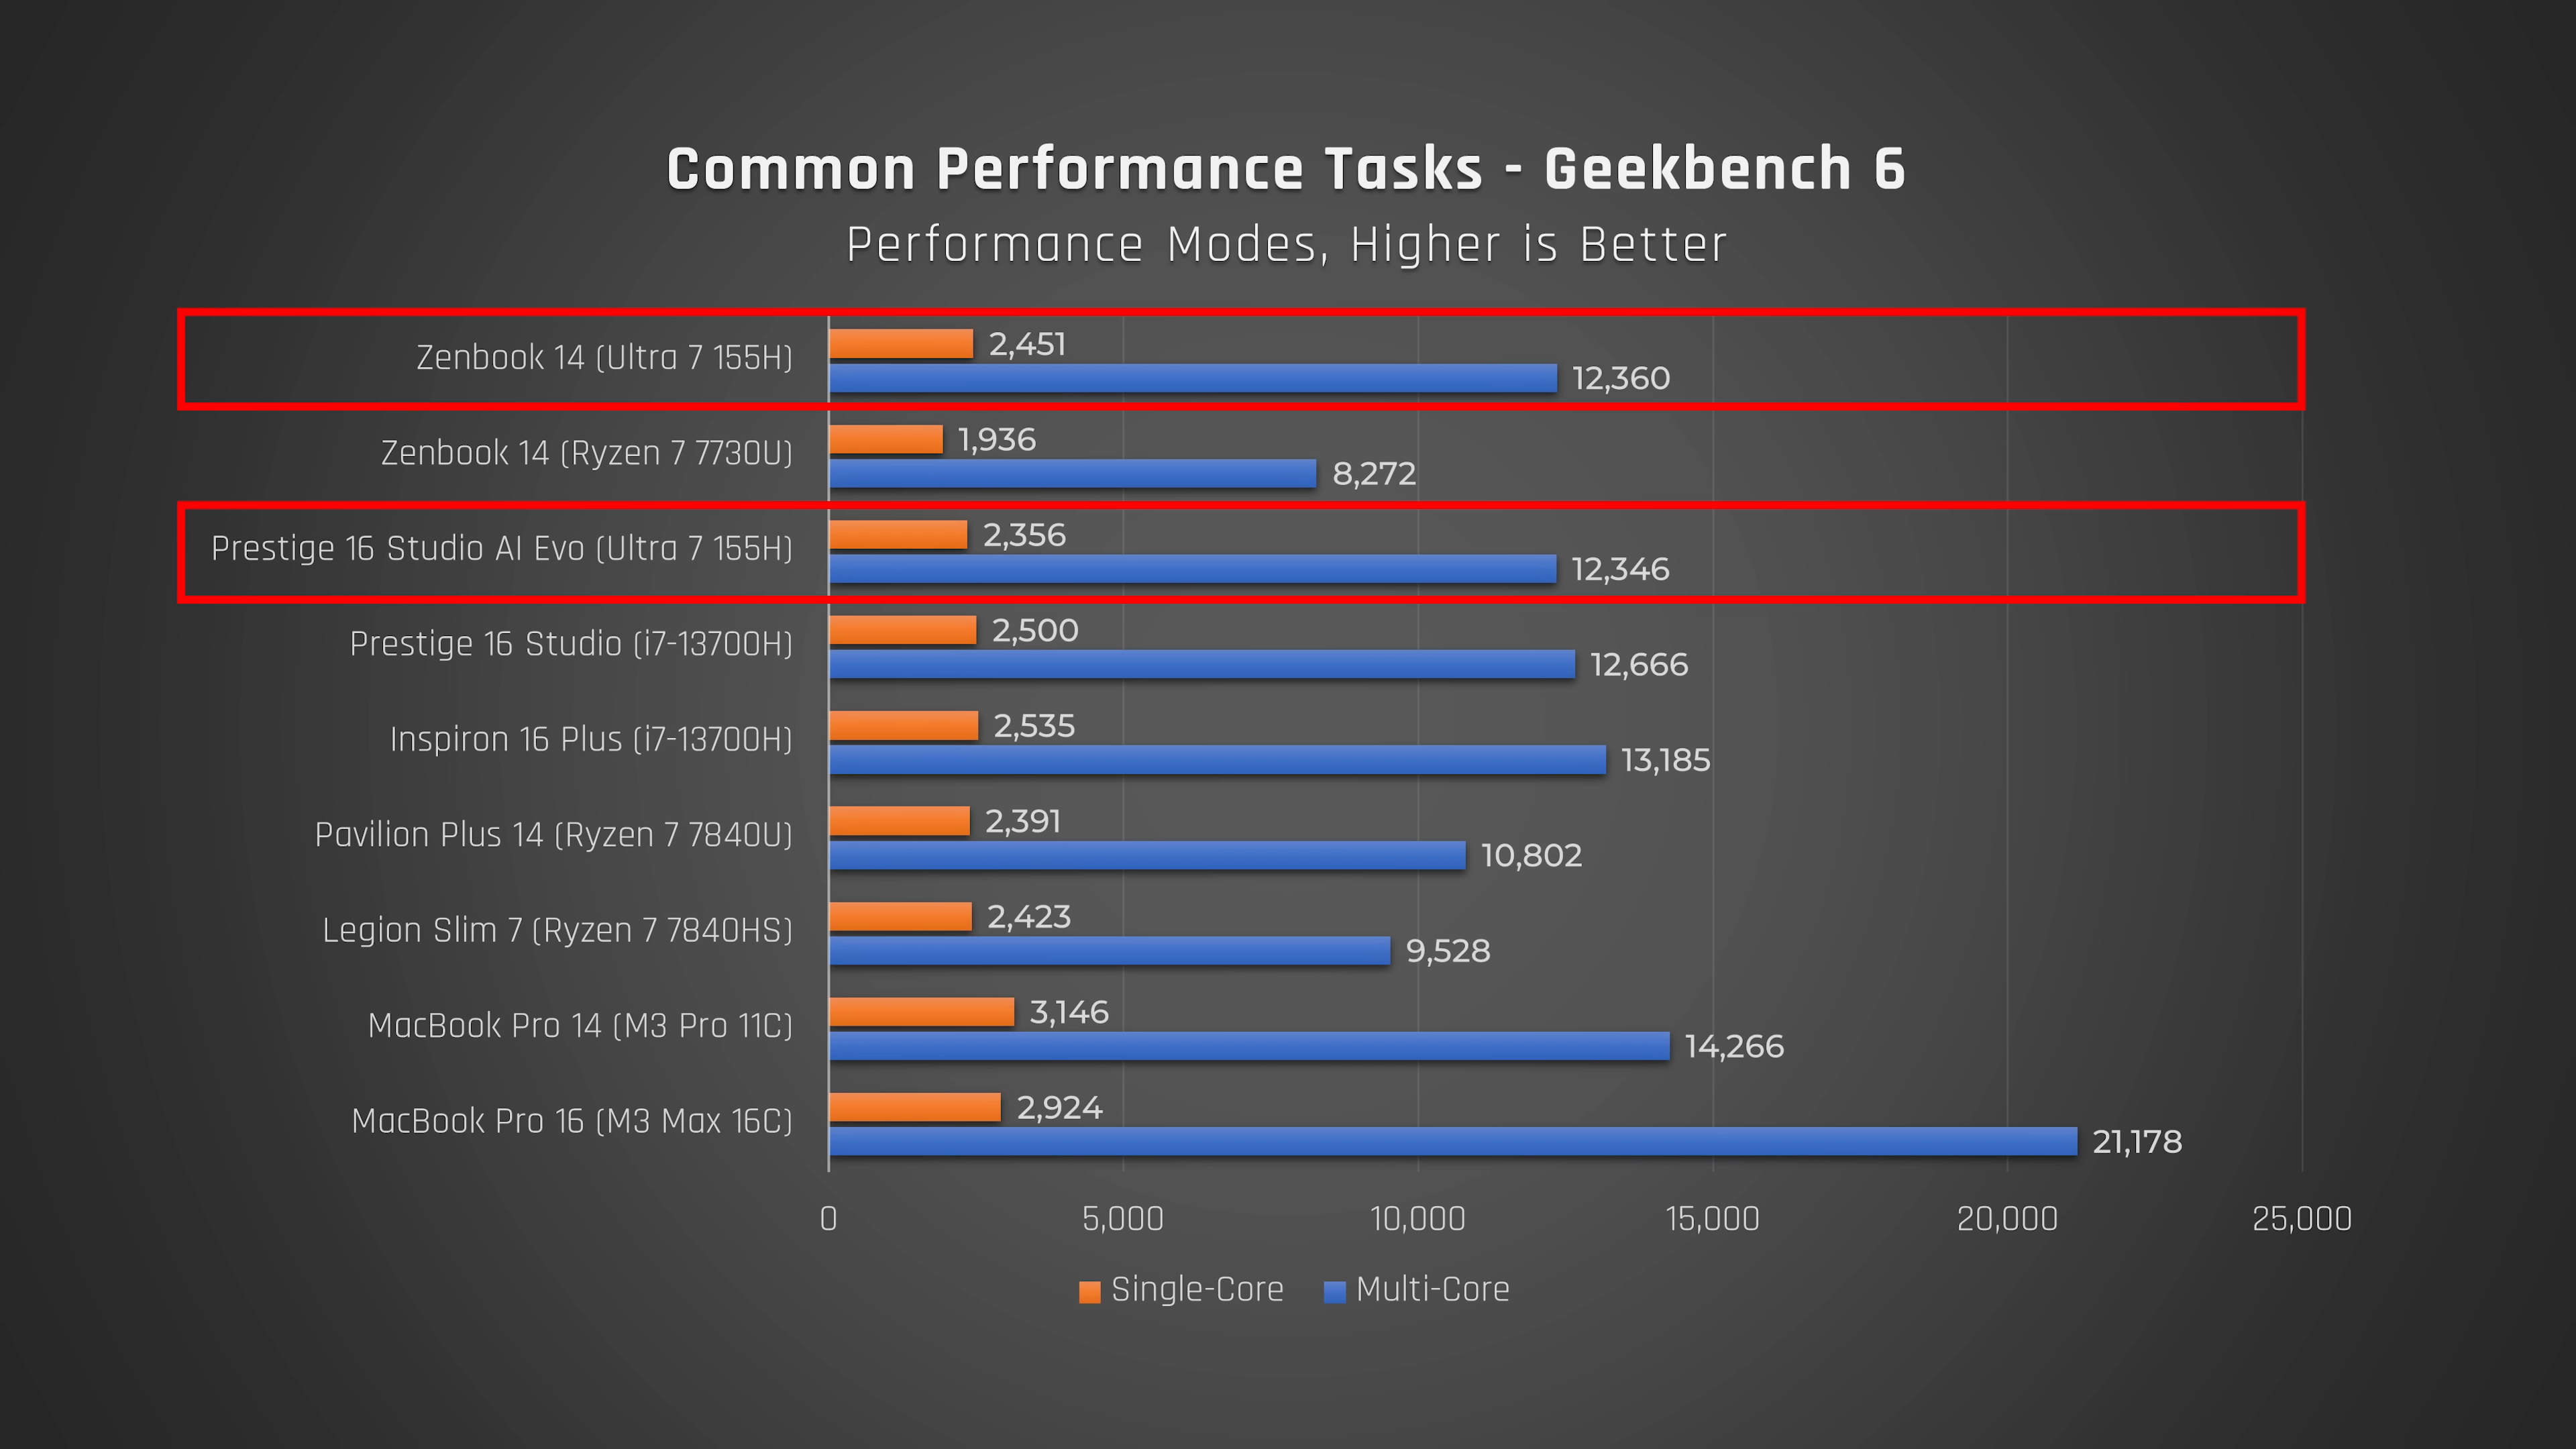 Common Performance Tasks - Geekbench 6
Performance Modes, Higher is Better
Zenbook 14 (Ultra 7 155H)
2,451
12,360
Zenbook 14 (Ryzen 7 7730U)
1,936
8,272
Prestige 16 Studio AI Evo (Ultra 7 155H)
2,356
12,346
Prestige 16 Studio (i7-13700H)
2,500
12,666
Inspiron 16 Plus (i7-13700H)
2,535
13,185
Pavilion Plus 14 (Ryzen 7 7840U)
2,391
10,802
Legion Slim 7 (Ryzen 7 7840HS)
2,423
9,528
MacBook Pro 14 (M3 Pro 11C)
3,146
14,266
MacBook Pro 16 (M3 Max 16C)
2,924
21,178
0 5,000 10,000 15,000 20,000 25,000
Single-Core Multi-Core